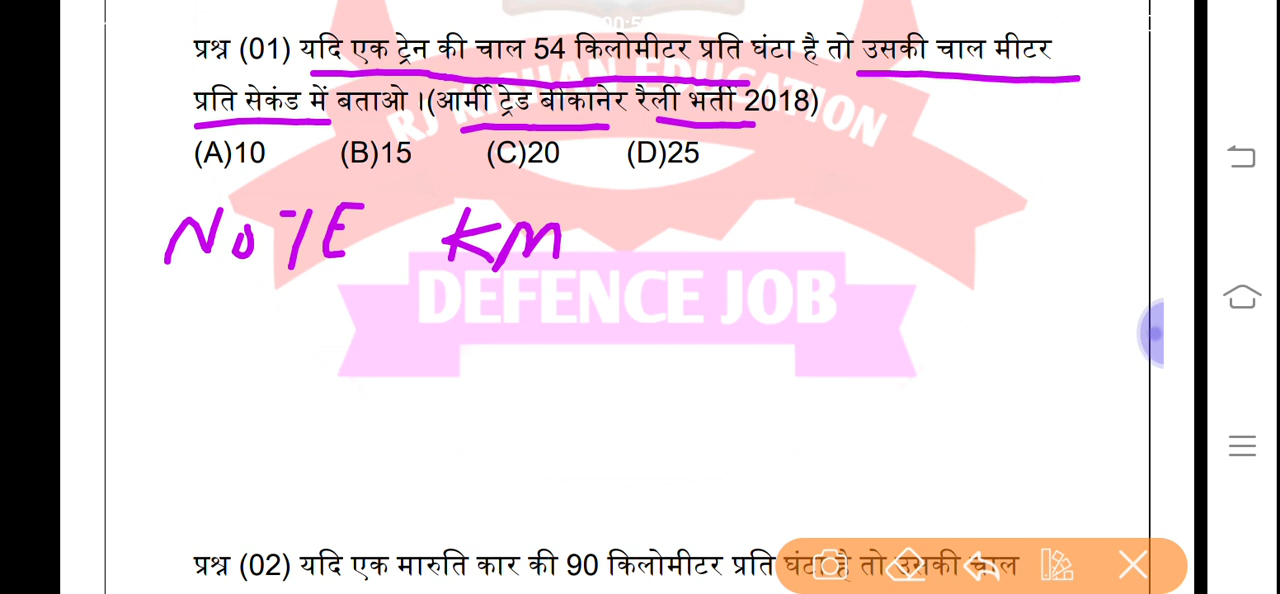 प्रश्न (01) यदि एक ट्रेन की चाल 54 किलोमीटर प्रति घंटा है तो उसकी चाल मीटर
प्रति सेकंड में बताओ ।(आर्मी ट्रेड बीकानेर रैली भर्ती 2018)
(A)10 (B)15 (C)20 (D)25
NOTE KM
DEFENCE JOB
प्रश्न (02) यदि एक मारुति कार की 90 किलोमीटर प्रति घंटा है तो उसकी चाल